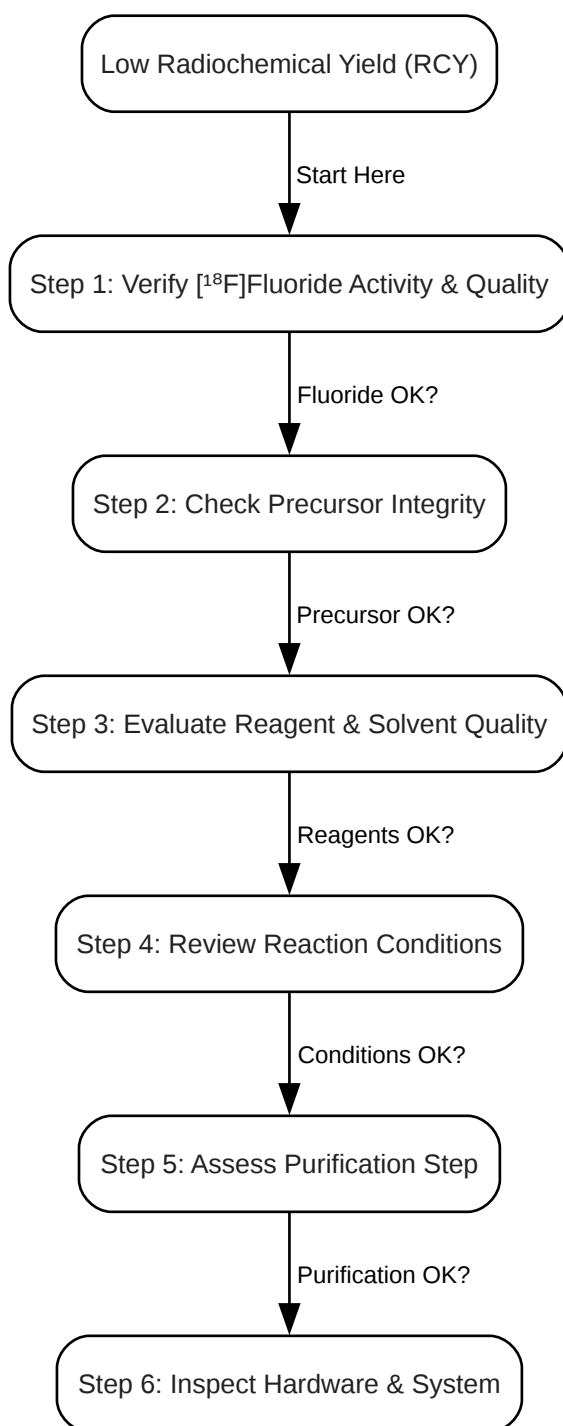 Low Radiochemical Yield (RCY)
Start Here
Step 1: Verify [¹⁸F]Fluoride Activity & Quality
Fluoride OK?
Step 2: Check Precursor Integrity
Precursor OK?
Step 3: Evaluate Reagent & Solvent Quality
Reagents OK?
Step 4: Review Reaction Conditions
Conditions OK?
Step 5: Assess Purification Step
Purification OK?
Step 6: Inspect Hardware & System